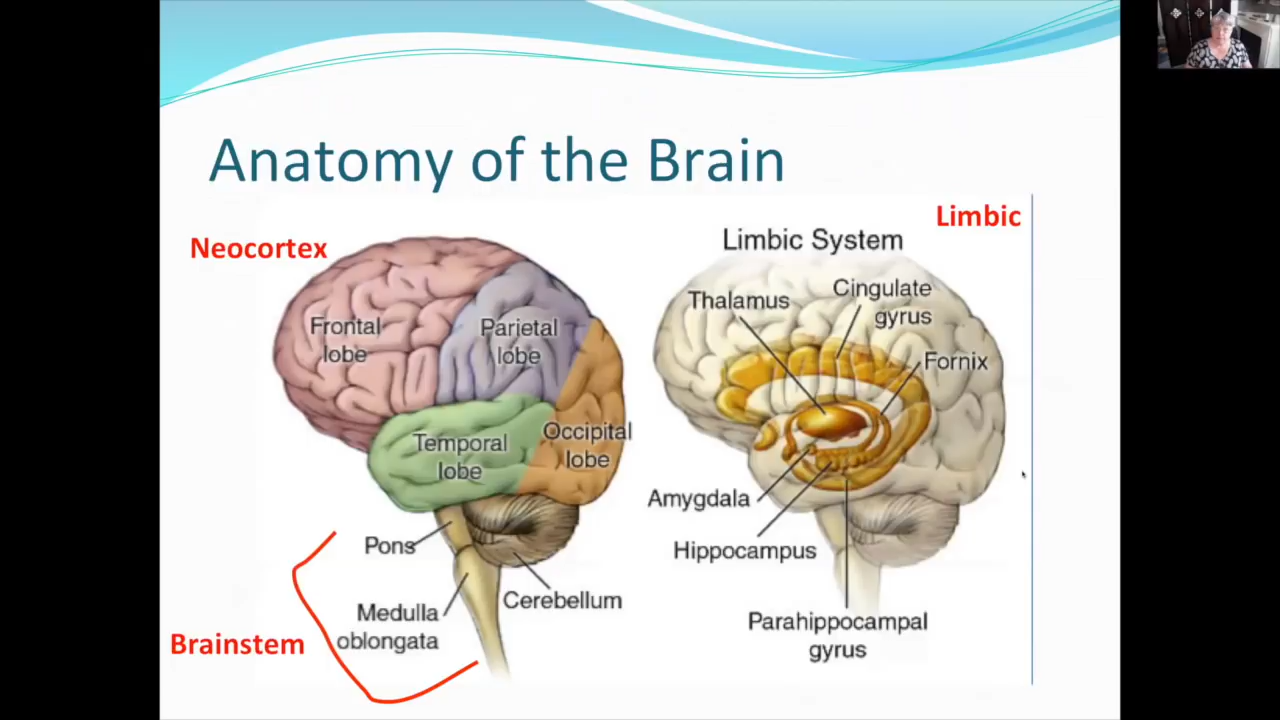 Anatomy of the Brain
Neocortex
Frontal
lobe
Parietal
lobe
Temporal
lobe
Occipital
lobe
Pons
Medulla
oblongata
Cerebellum
Brainstem
Limbic
Limbic System
Thalamus
Cingulate
gyrus
Fornix
Amygdala
Hippocampus
Parahippocampal
gyrus